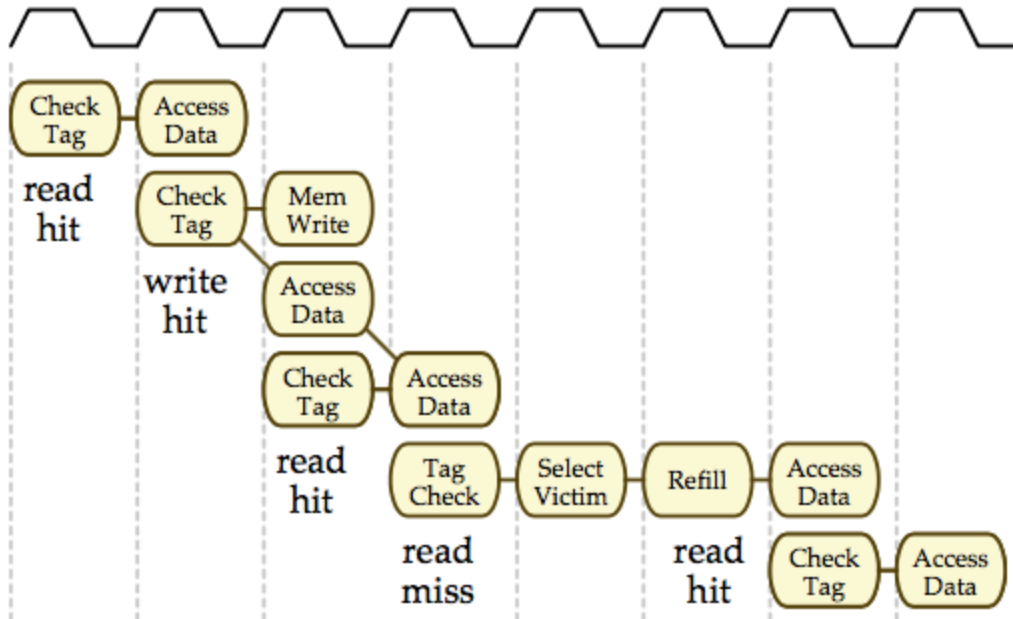 Check
Tag
Access
Data
read
hit
Check
Tag
Mem
Write
write
hit
Access
Data
Check
Tag
Access
Data
read
hit
Tag
Check
Select
Victim
Refill
Access
Data
read
miss
read
hit
Check
Tag
Access
Data